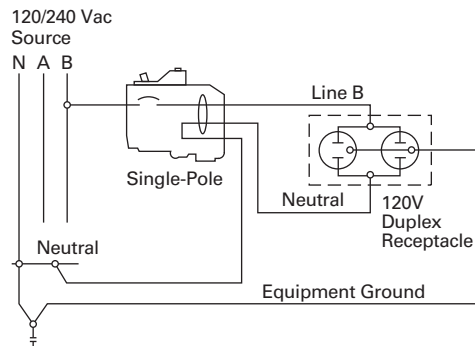 120/240 Vac
Source
N A B
Line B
Single-Pole
Neutral
120V
Duplex
Receptacle
Neutral
Equipment Ground